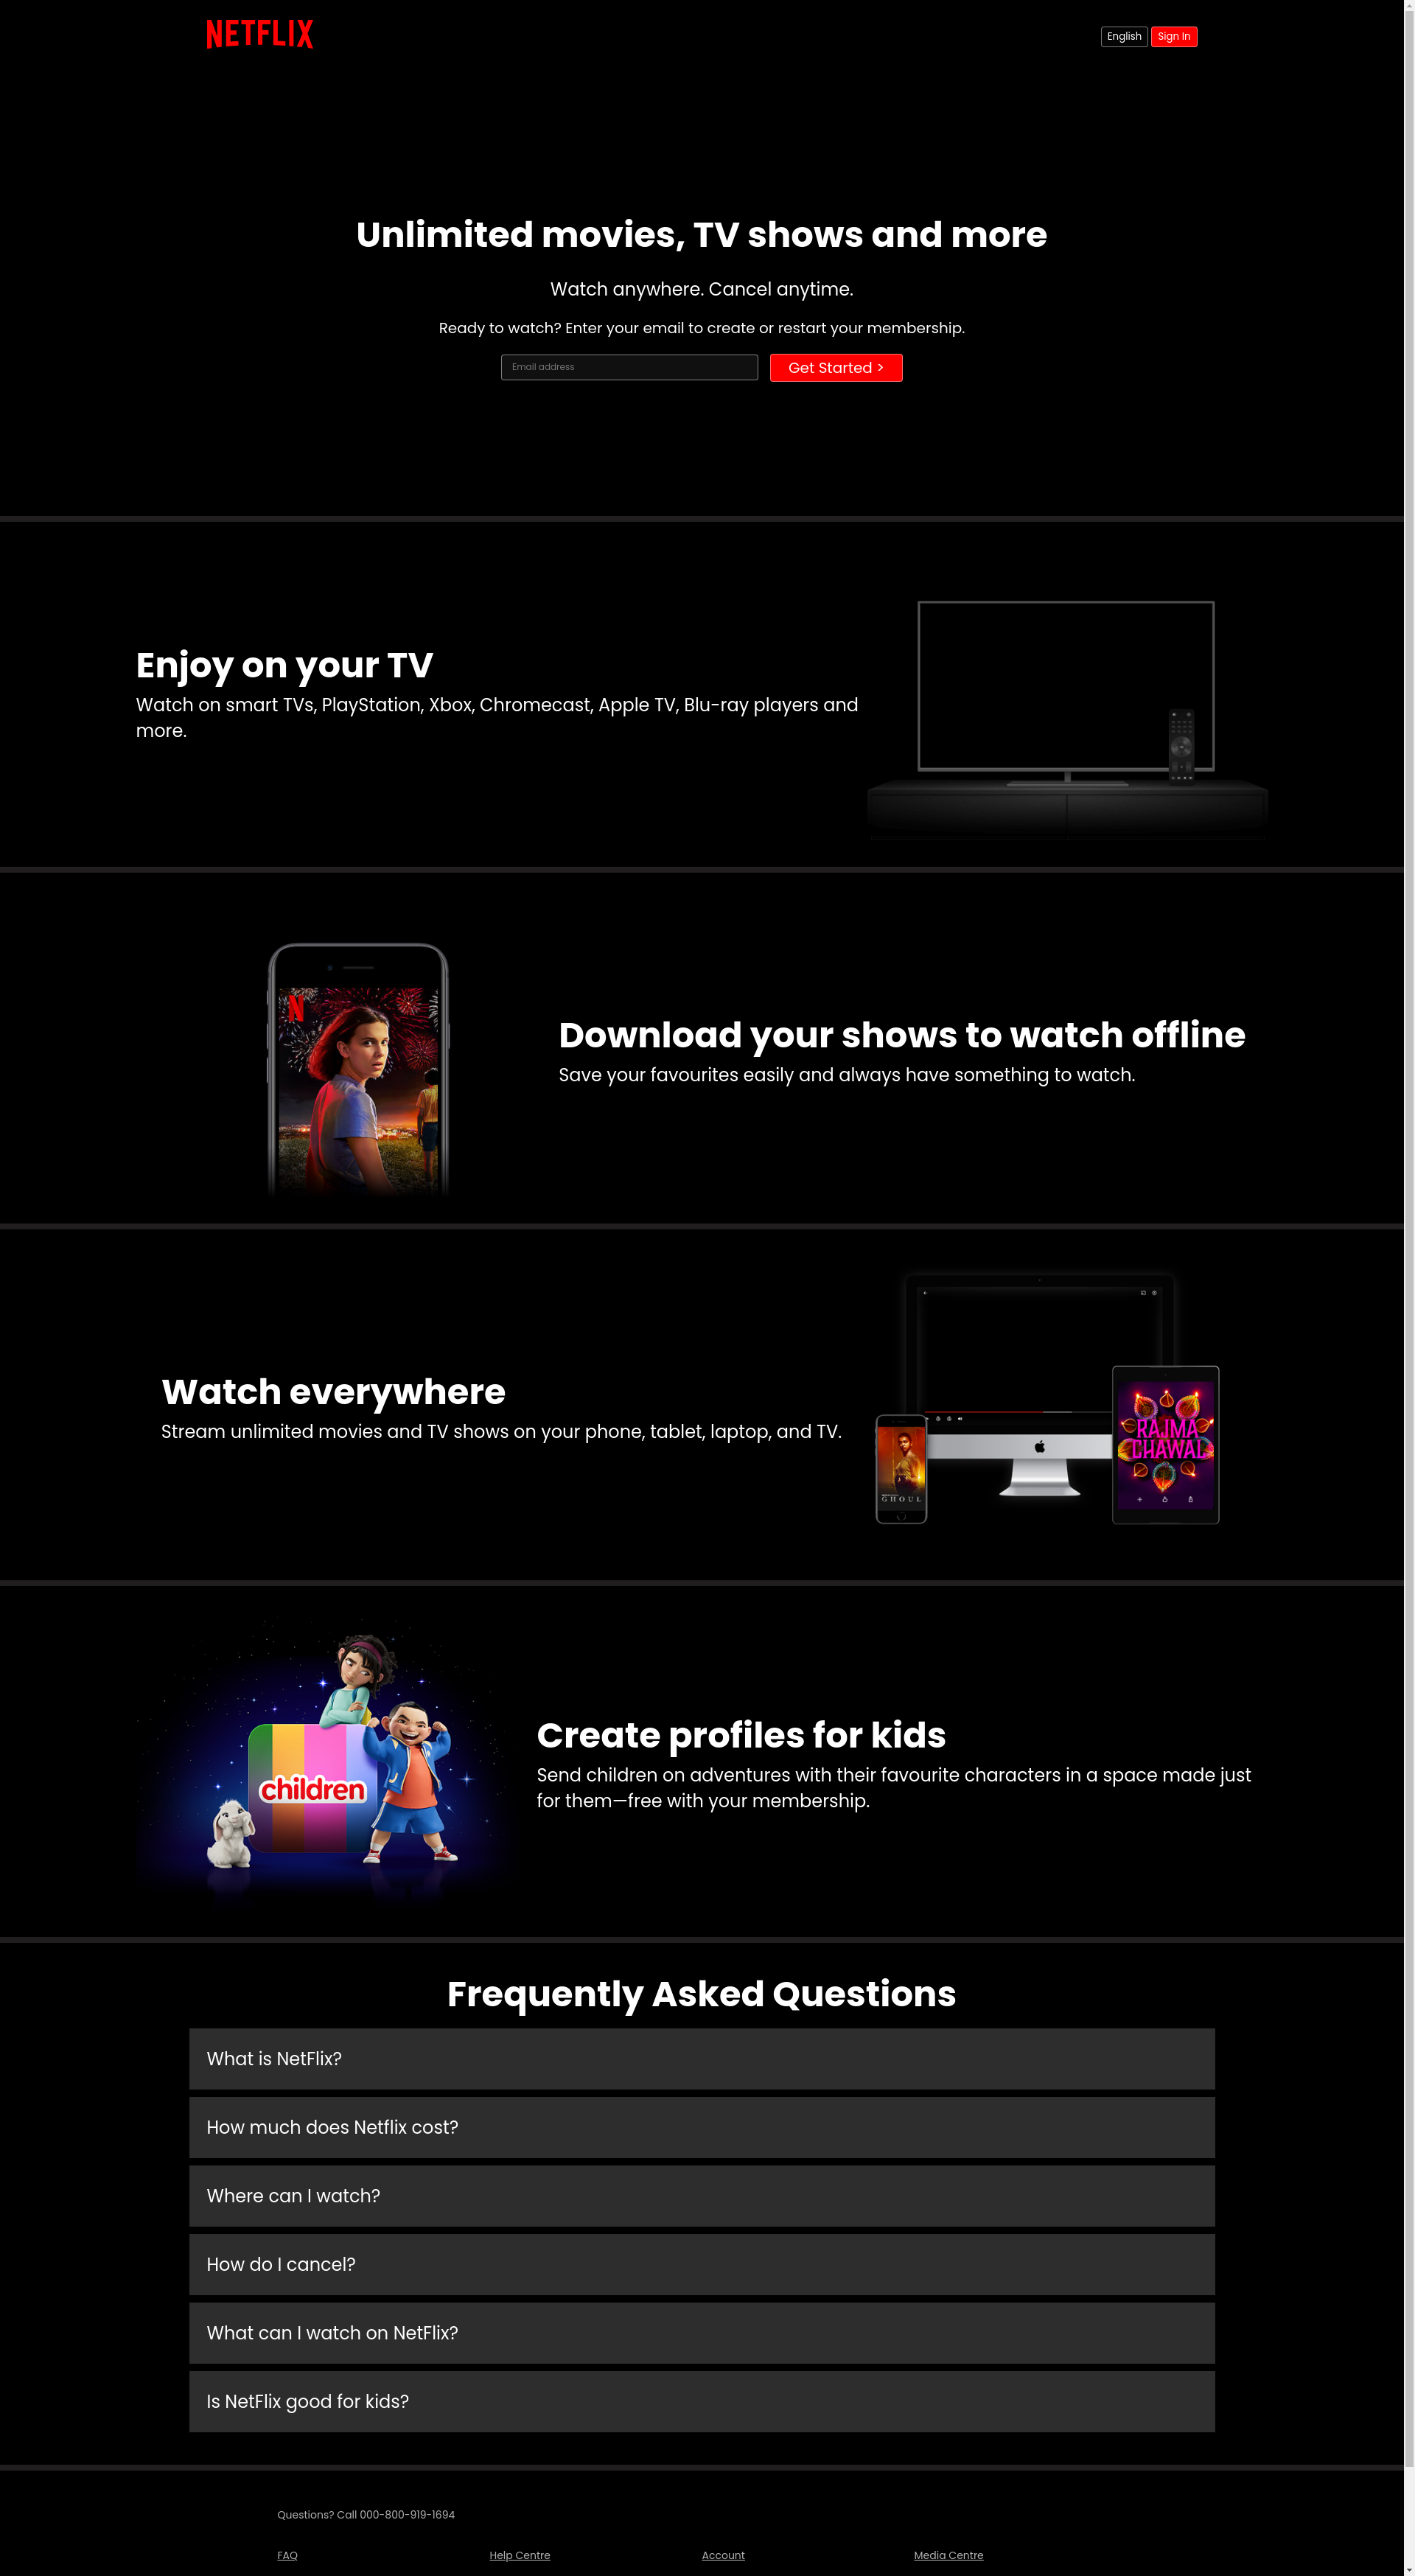 NETFLIX
English Sign In
Unlimited movies, TV shows and more
Watch anywhere. Cancel anytime.
Ready to watch? Enter your email to create or restart your membership.
Email address Get Started >
Enjoy on your TV
Watch on smart TVs, PlayStation, Xbox, Chromecast, Apple TV, Blu-ray players and
more.
N
Download your shows to watch offline
Save your favourites easily and always have something to watch.
Watch everywhere
Stream unlimited movies and TV shows on your phone, tablet, laptop, and TV.
RAJMA
CHAWAL
GHOUL
children
Create profiles for kids
Send children on adventures with their favourite characters in a space made just
for them—free with your membership.
Frequently Asked Questions
What is NetFlix?
How much does Netflix cost?
Where can I watch?
How do I cancel?
What can I watch on NetFlix?
Is NetFlix good for kids?
Questions? Call 000-800-919-1694
FAQ Help Centre Account Media Centre